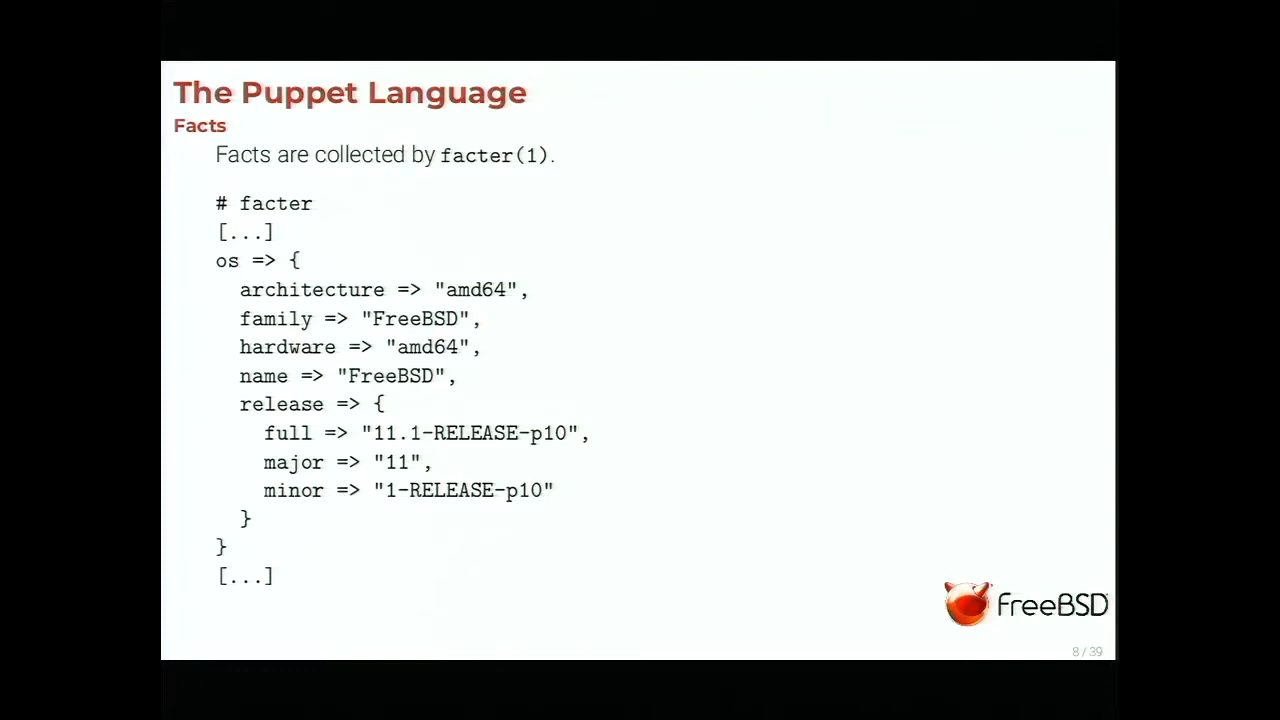 The Puppet Language
Facts
Facts are collected by facter(1).
# facter
[...]
os => {
  architecture => "amd64",
  family => "FreeBSD",
  hardware => "amd64",
  name => "FreeBSD",
  release => {
    full => "11.1-RELEASE-p10",
    major => "11",
    minor => "1-RELEASE-p10"
  }
}
[...]
FreeBSD
8 / 39